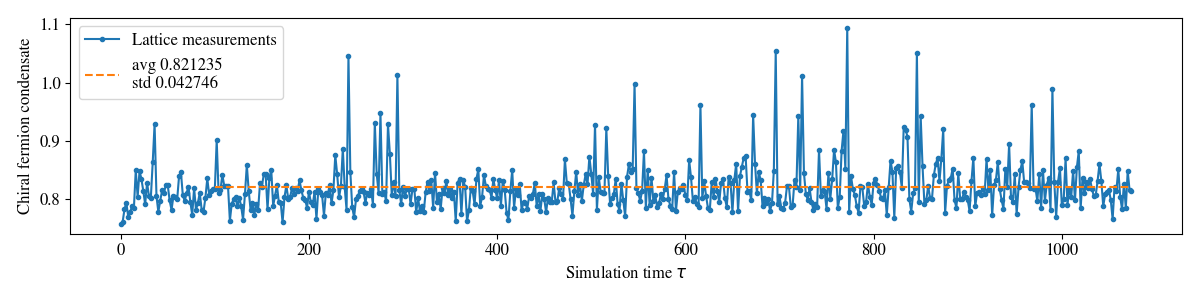 Chiral fermion condensate
1.1
1.0
0.9
0.8
Lattice measurements
avg 0.821235
std 0.042746
0 200 400 600 800 1000
Simulation time τ